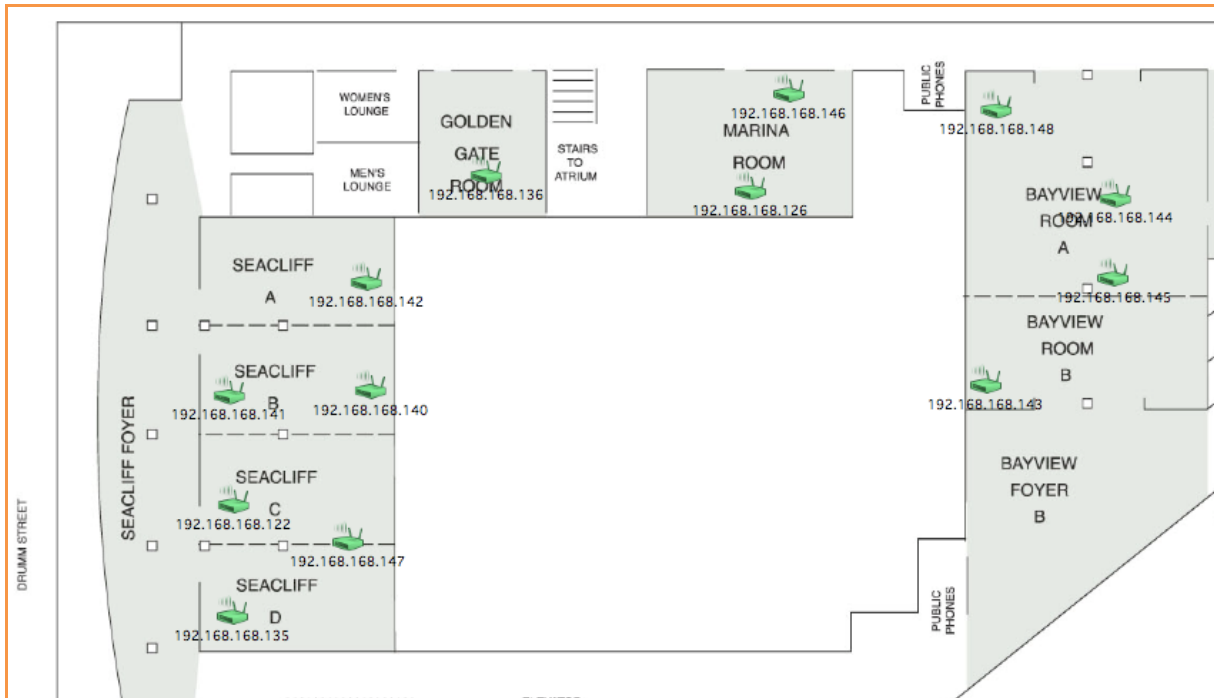 WOMEN'S
LOUNGE
MEN'S
LOUNGE
GOLDEN
GATE
ROOM
192.168.168.136
STAIRS
TO
ATRIUM
192.168.168.146
MARINA
ROOM
192.168.168.126
PUBLIC
PHONES
192.168.168.148
BAYVIEW
ROOM
A
192.168.168.144
192.168.168.145
BAYVIEW
ROOM
B
192.168.168.143
BAYVIEW
FOYER
B
PUBLIC
PHONES
SEACLIFF
A
192.168.168.142
SEACLIFF
B
192.168.168.141
192.168.168.140
SEACLIFF
C
192.168.168.122
192.168.168.147
SEACLIFF
D
192.168.168.135
SEACLIFF FOYER
DRUMM STREET